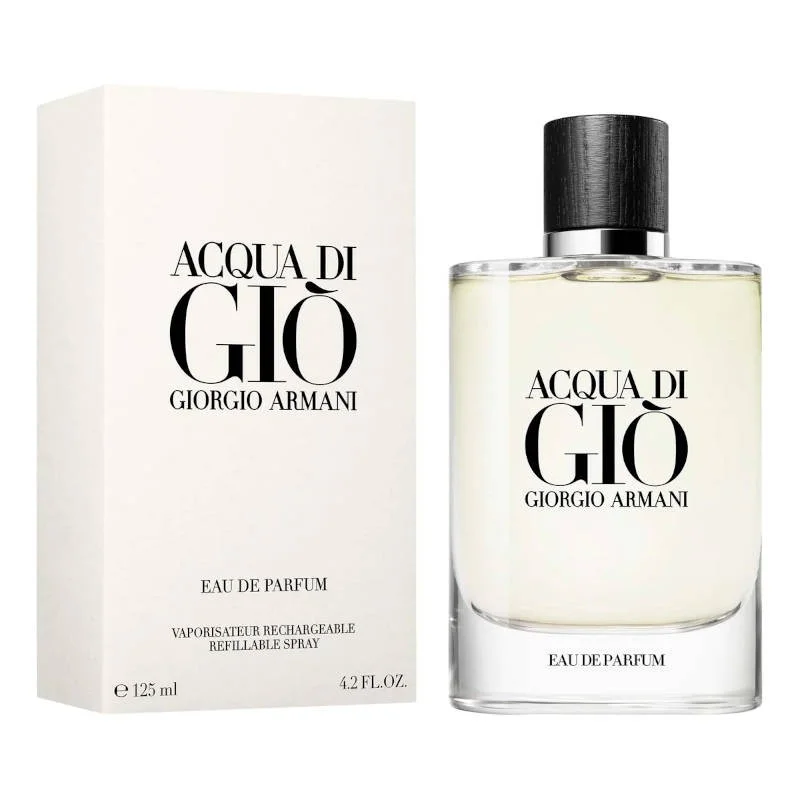 ACQUA DI
GIÒ
GIORGIO ARMANI
EAU DE PARFUM
VAPORISATEUR RECHARGEABLE
REFILLABLE SPRAY
℮ 125 ml
4.2 FL.OZ.
ACQUA DI
GIÒ
GIORGIO ARMANI
EAU DE PARFUM